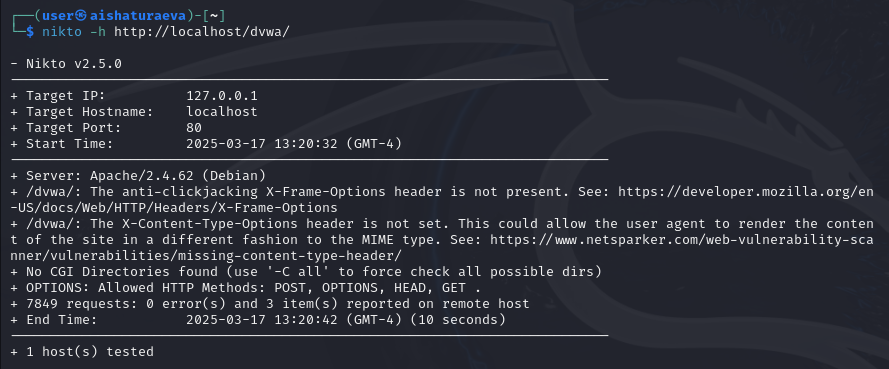 ┌──(user㉿aishaturaeva)-[~]
└─$ nikto -h http://localhost/dvwa/
- Nikto v2.5.0
---------------------------------------------------------------------------
+ Target IP:          127.0.0.1
+ Target Hostname:    localhost
+ Target Port:        80
+ Start Time:         2025-03-17 13:20:32 (GMT-4)
---------------------------------------------------------------------------
+ Server: Apache/2.4.62 (Debian)
+ /dvwa/: The anti-clickjacking X-Frame-Options header is not present. See: https://developer.mozilla.org/en
-US/docs/Web/HTTP/Headers/X-Frame-Options
+ /dvwa/: The X-Content-Type-Options header is not set. This could allow the user agent to render the conten
t of the site in a different fashion to the MIME type. See: https://www.netsparker.com/web-vulnerability-sca
nner/vulnerabilities/missing-content-type-header/
+ No CGI Directories found (use '-C all' to force check all possible dirs)
+ OPTIONS: Allowed HTTP Methods: POST, OPTIONS, HEAD, GET .
+ 7849 requests: 0 error(s) and 3 item(s) reported on remote host
+ End Time:           2025-03-17 13:20:42 (GMT-4) (10 seconds)
---------------------------------------------------------------------------
+ 1 host(s) tested